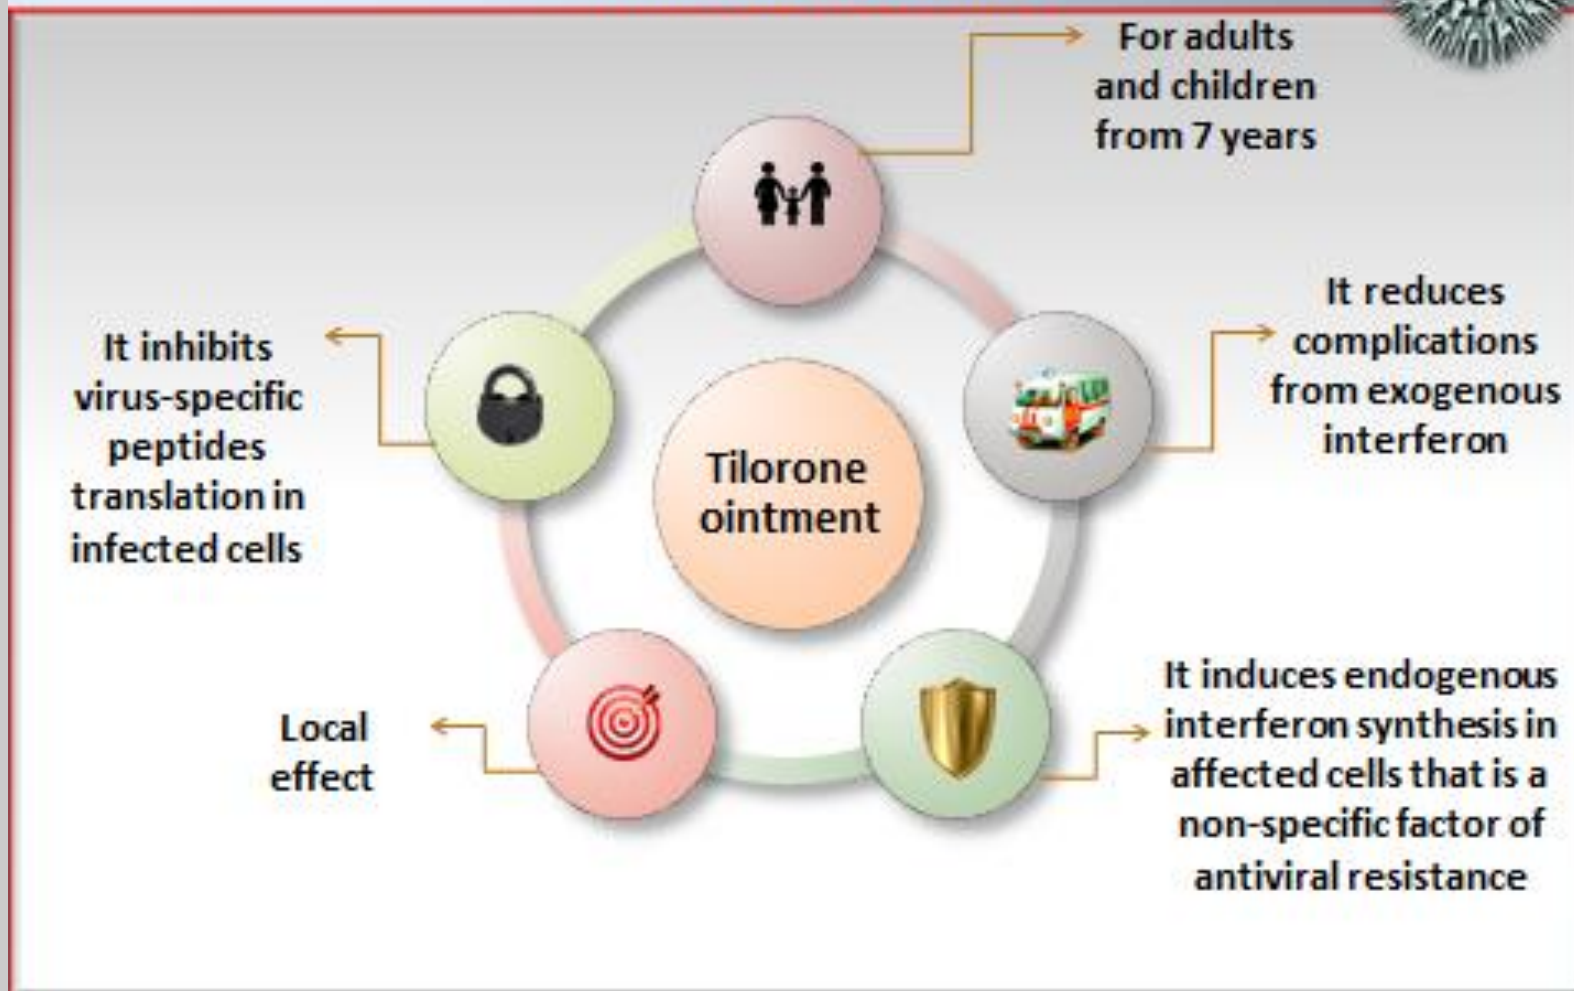 For adults
and children
from 7 years
It reduces
complications
from exogenous
interferon
It inhibits
virus-specific
peptides
translation in
infected cells
Tilorone
ointment
Local
effect
It induces endogenous
interferon synthesis in
affected cells that is a
non-specific factor of
antiviral resistance